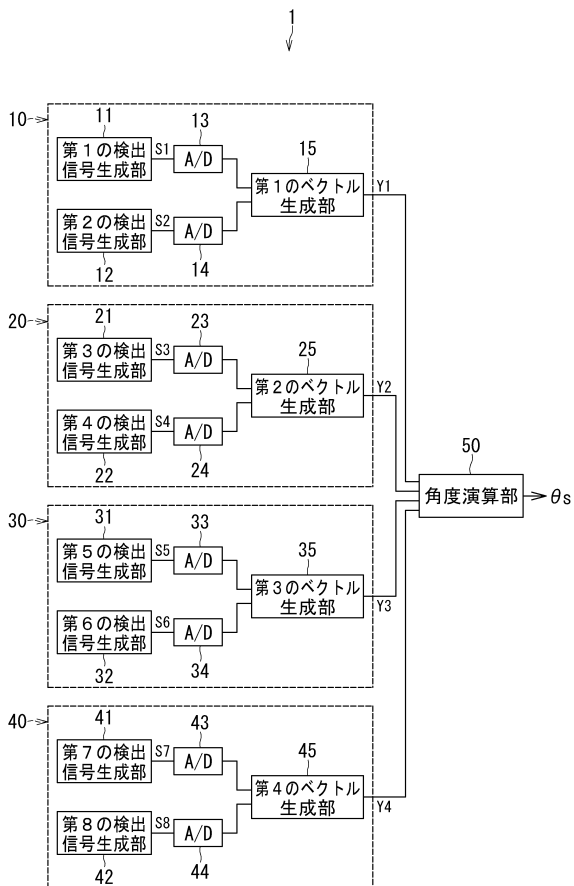 1
10
11
第１の検出
信号生成部
S1
13
A/D
15
第１のベクトル
生成部
Y1
第２の検出
信号生成部
12
S2
A/D
14
20
21
第３の検出
信号生成部
S3
23
A/D
25
第２のベクトル
生成部
Y2
第４の検出
信号生成部
22
S4
A/D
24
50
角度演算部
θs
30
31
第５の検出
信号生成部
S5
33
A/D
35
第３のベクトル
生成部
Y3
第６の検出
信号生成部
32
S6
A/D
34
40
41
第７の検出
信号生成部
S7
43
A/D
45
第４のベクトル
生成部
Y4
第８の検出
信号生成部
42
S8
A/D
44